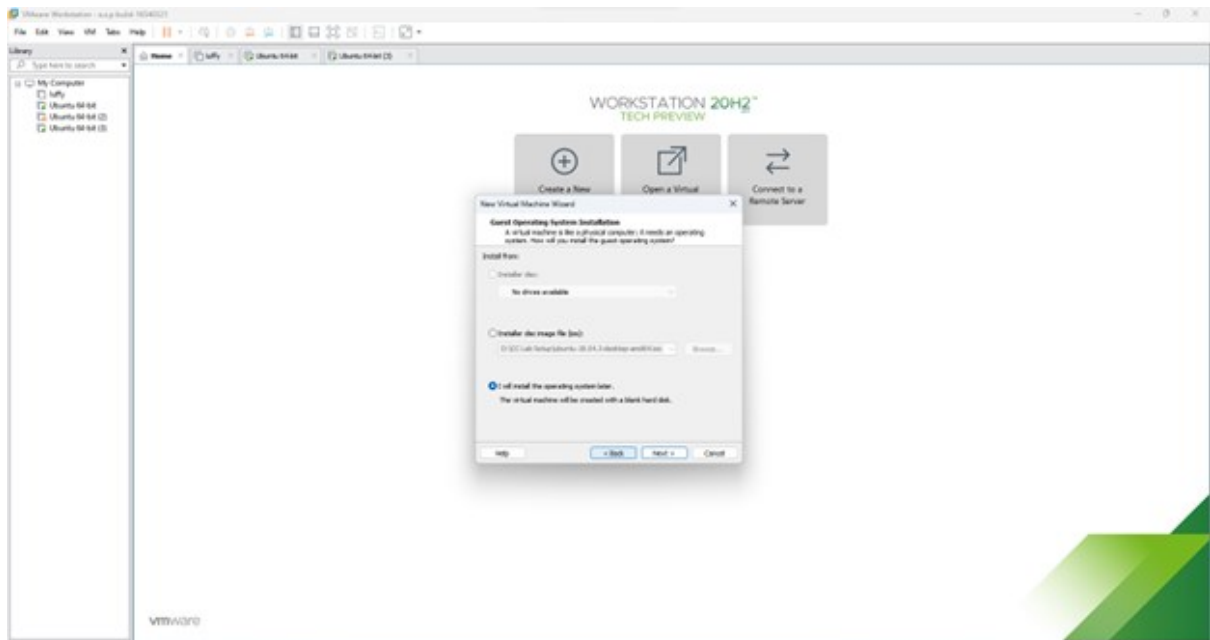 VMware Workstation
File Edit View VM Tabs Help
Library
Type here to search
My Computer
luffy
Ubuntu 64-bit
Ubuntu 64-bit (2)
Ubuntu 64-bit (3)
Home
luffy
Ubuntu 64-bit
Ubuntu 64-bit (3)
WORKSTATION 20H2™
TECH PREVIEW
Create a New
Open a Virtual
Connect to a
Remote Server
New Virtual Machine Wizard
Guest Operating System Installation
A virtual machine is like a physical computer; it needs an operating
system. How will you install the guest operating system?
Install from:
Installer disc:
No drives available
Installer disc image file (iso):
Browse...
I will install the operating system later.
The virtual machine will be created with a blank hard disk.
Help
< Back
Next >
Cancel
vmware